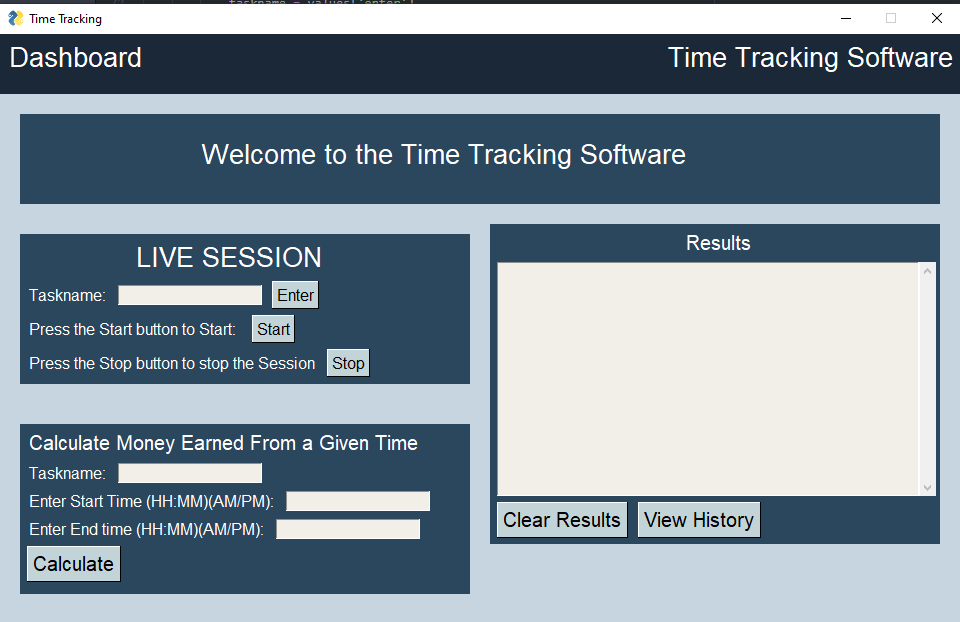 taskname = values['enter']
Time Tracking
Dashboard
Time Tracking Software
Welcome to the Time Tracking Software
LIVE SESSION
Taskname:
Enter
Press the Start button to Start:
Start
Press the Stop button to stop the Session
Stop
Calculate Money Earned From a Given Time
Taskname:
Enter Start Time (HH:MM)(AM/PM):
Enter End time (HH:MM)(AM/PM):
Calculate
Results
Clear Results
View History